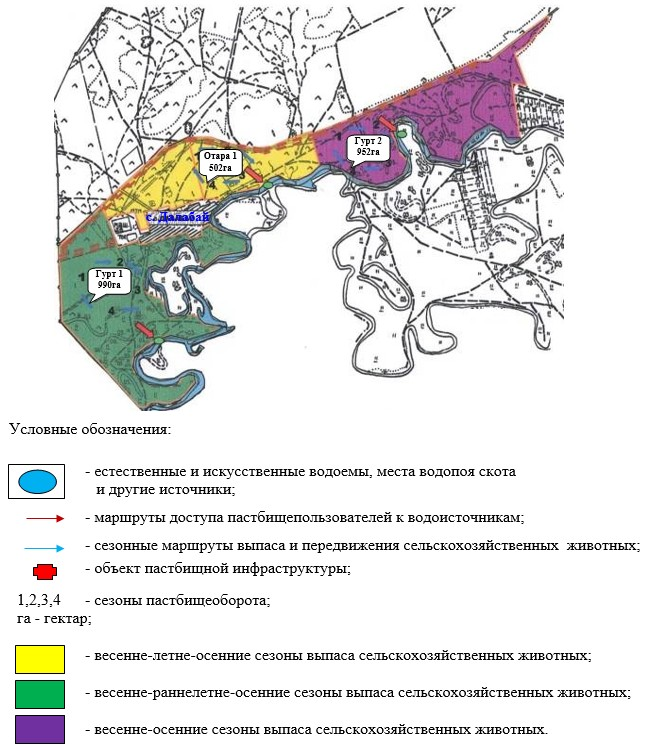 Гурт 2
952га
Отара 1
502га
4
с. Далабай
1
2
Гурт 1
990га
3
4
Условные обозначения:
- естественные и искусственные водоемы, места водопоя скота
и другие источники;
- маршруты доступа пастбищепользователей к водоисточникам;
- сезонные маршруты выпаса и передвижения сельскохозяйственных животных;
- объект пастбищной инфраструктуры;
1,2,3,4 - сезоны пастбищеоборота;
га - гектар;
- весенне-летне-осенние сезоны выпаса сельскохозяйственных животных;
- весенне-раннелетне-осенние сезоны выпаса сельскохозяйственных животных;
- весенне-осенние сезоны выпаса сельскохозяйственных животных.